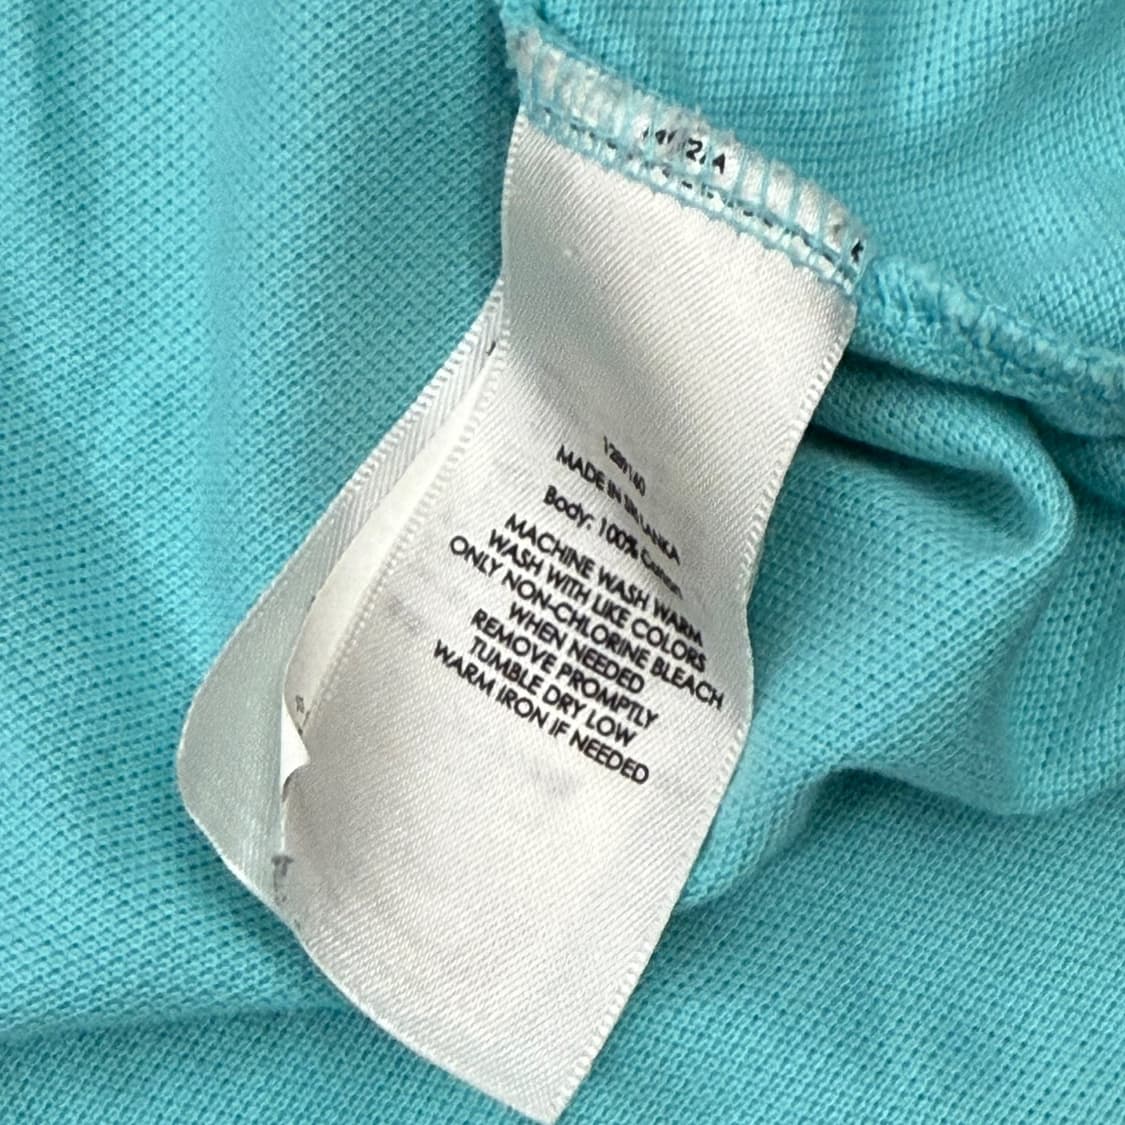 MADE IN SRI LANKA
Body: 100% Cotton
MACHINE WASH WARM
WASH WITH LIKE COLORS
ONLY NON-CHLORINE BLEACH
WHEN NEEDED
REMOVE PROMPTLY
TUMBLE DRY LOW
WARM IRON IF NEEDED